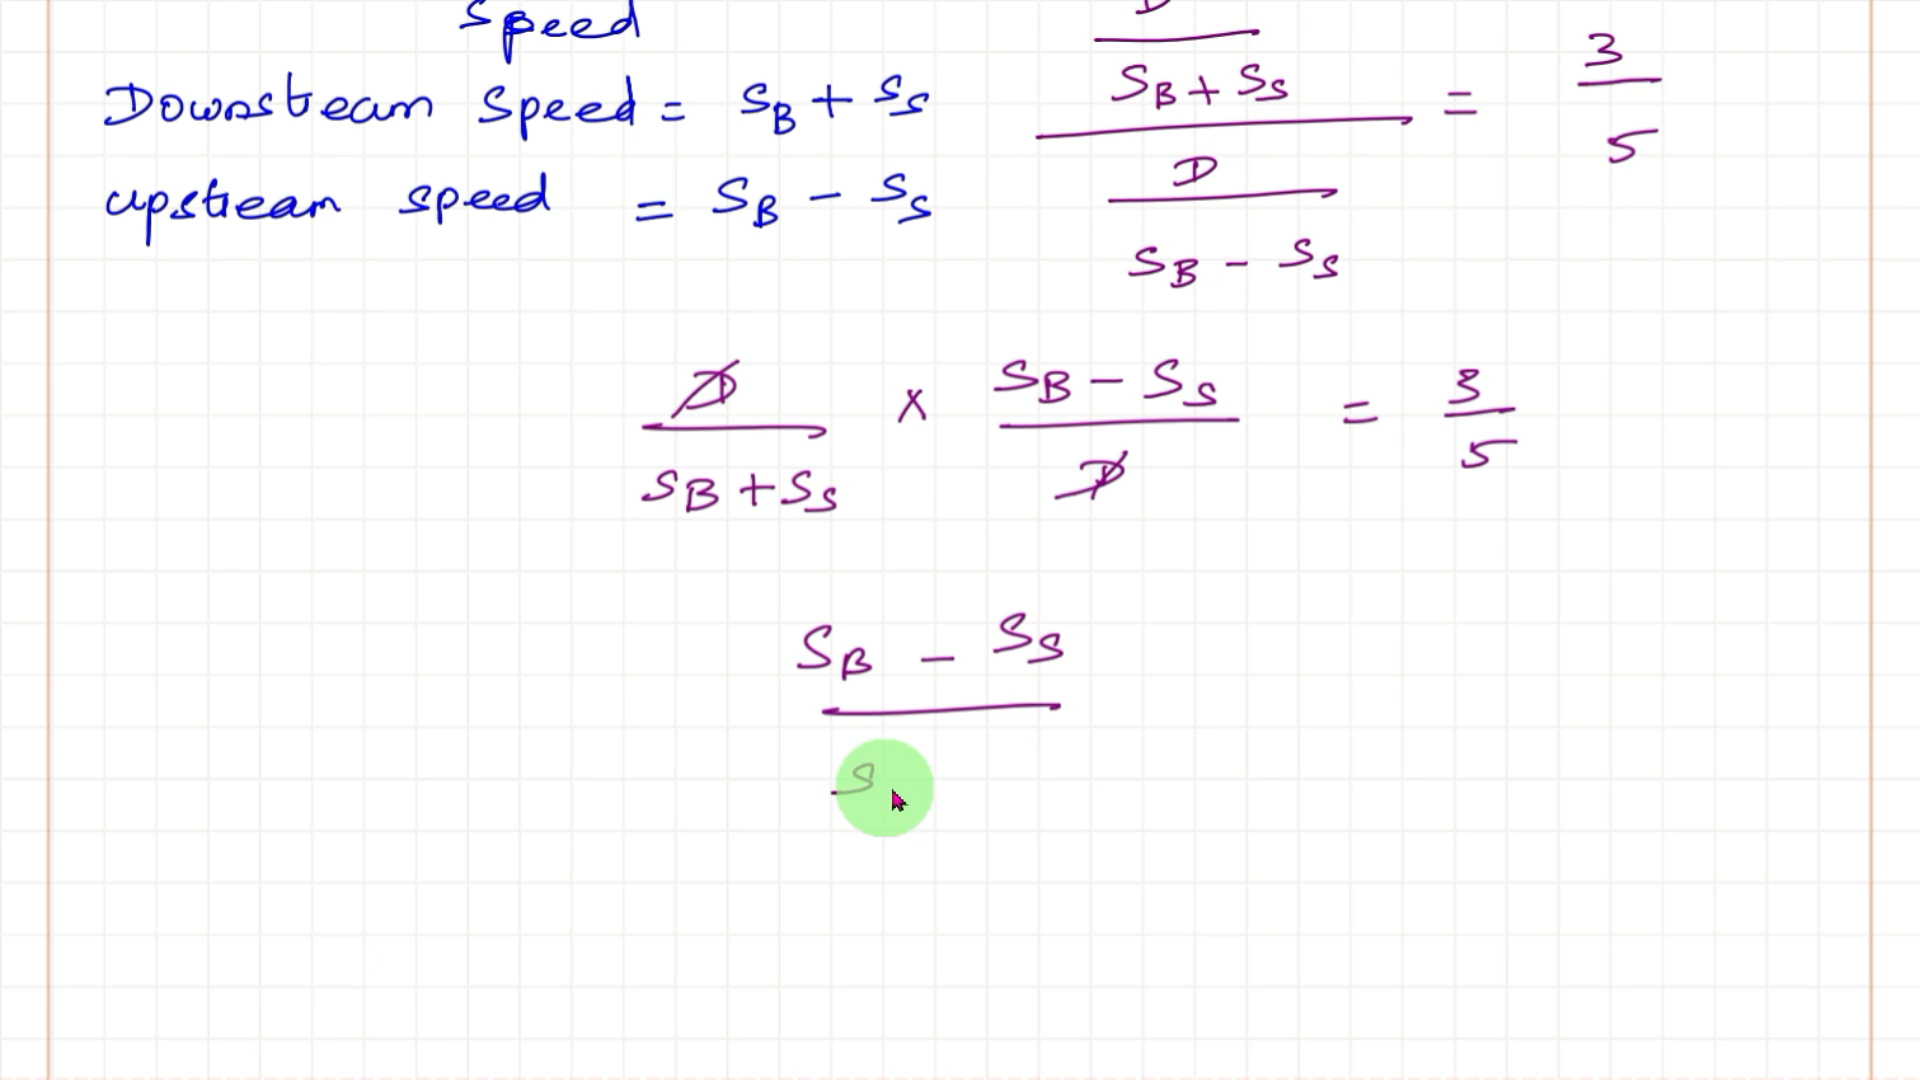 Speed
Downstream Speed = SB + SS
upstream speed = SB - SS
D
SB + SS
= 3/5
D
SB - SS
D/SB + SS × SB - SS/D = 3/5
SB - SS
S